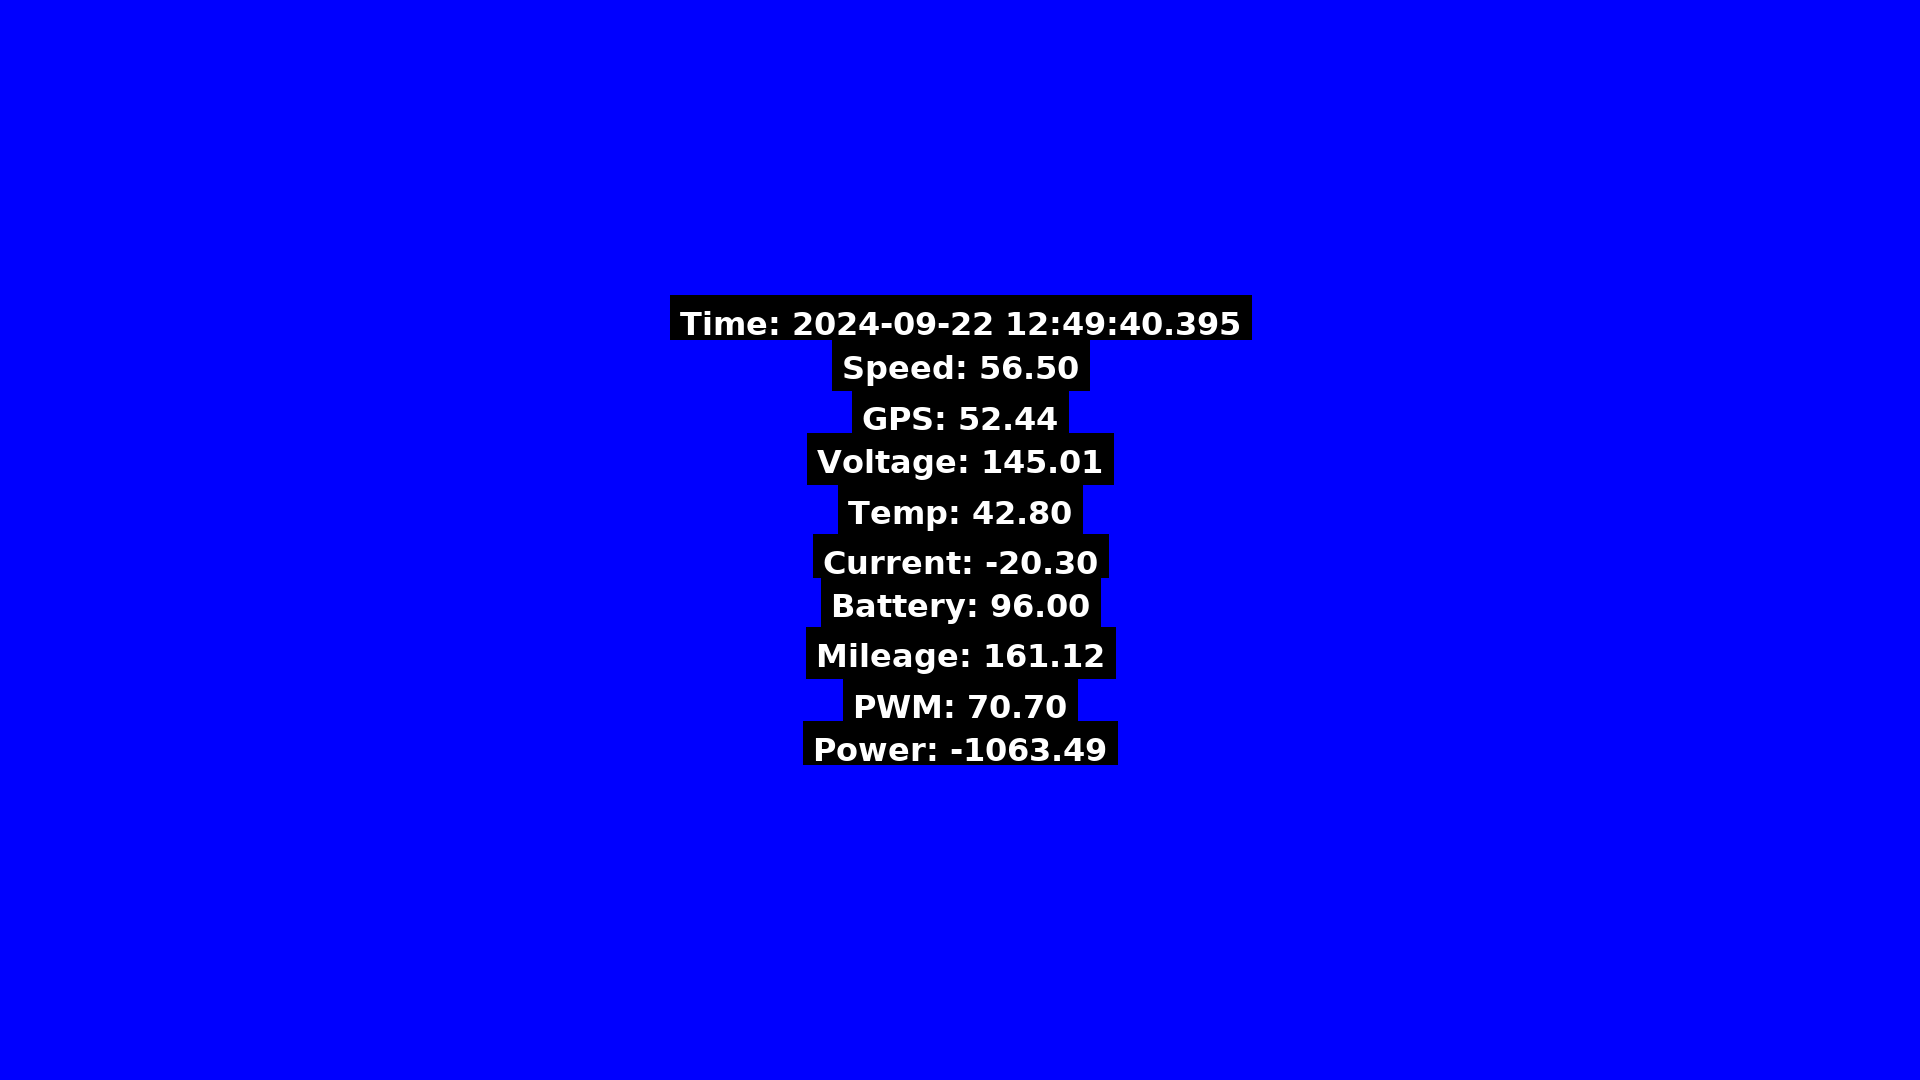 Time: 2024-09-22 12:49:40.395
Speed: 56.50
GPS: 52.44
Voltage: 145.01
Temp: 42.80
Current: -20.30
Battery: 96.00
Mileage: 161.12
PWM: 70.70
Power: -1063.49